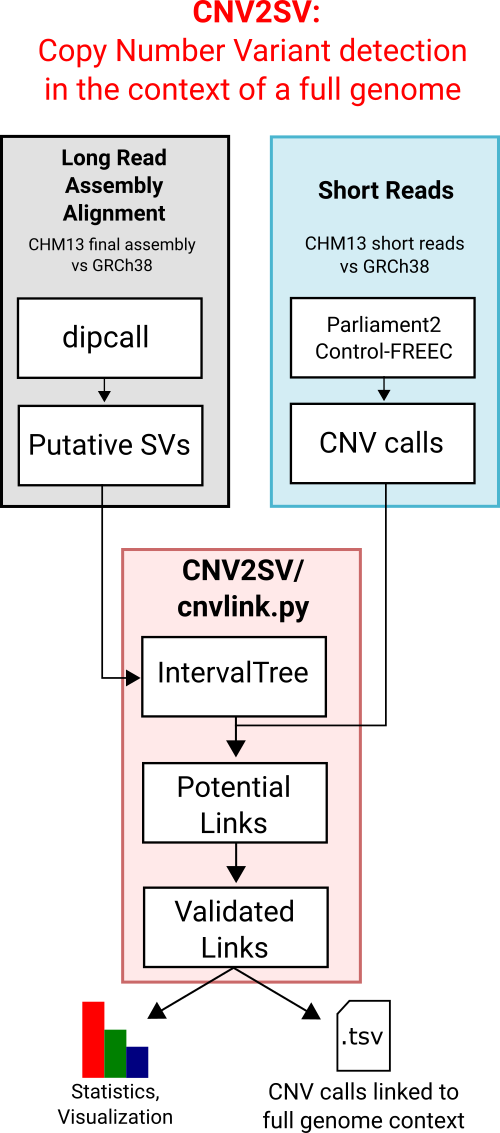 CNV2SV:
Copy Number Variant detection
in the context of a full genome
Long Read
Assembly
Alignment
CHM13 final assembly
vs GRCh38
dipcall
Putative SVs
Short Reads
CHM13 short reads
vs GRCh38
Parliament2
Control-FREEC
CNV calls
CNV2SV/
cnvlink.py
IntervalTree
Potential
Links
Validated
Links
Statistics,
Visualization
.tsv
CNV calls linked to
full genome context